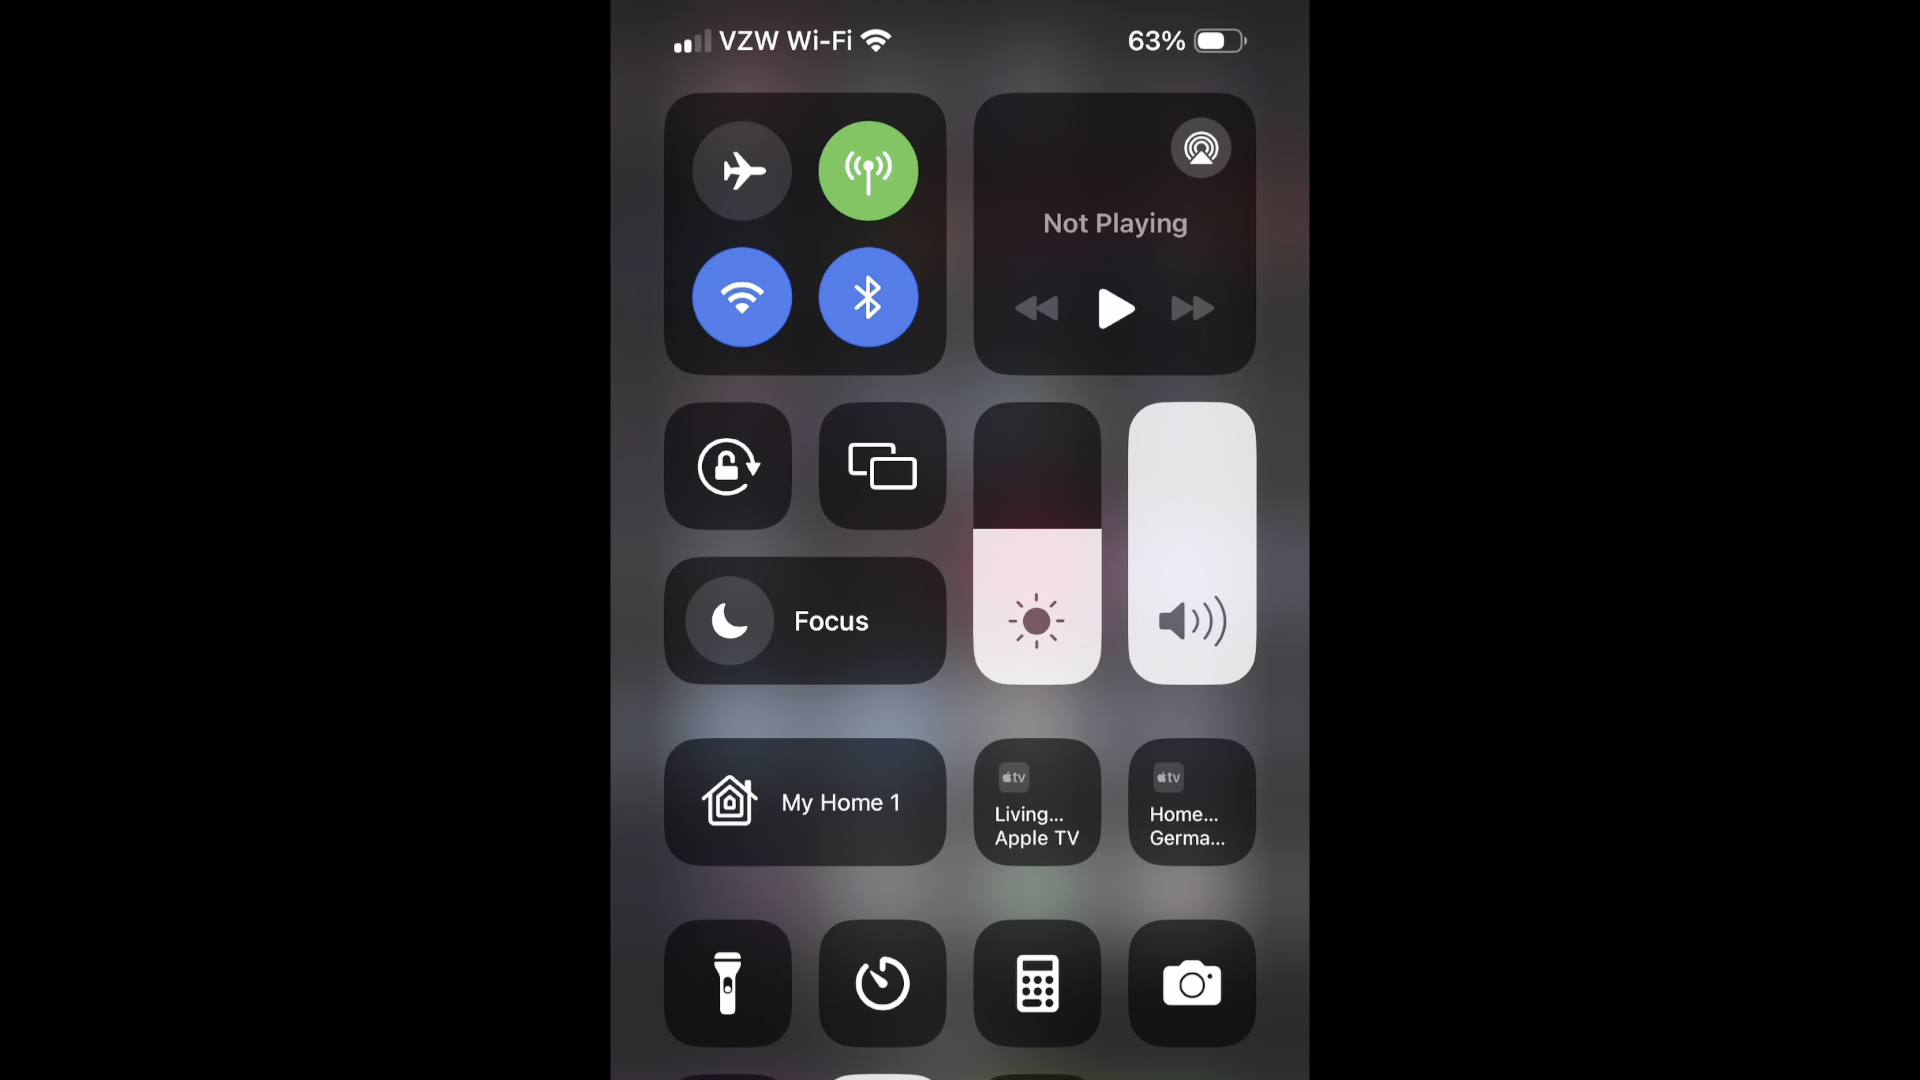 VZW Wi-Fi
63%
Not Playing
Focus
My Home 1
tv
Living...
Apple TV
tv
Home...
Germa...